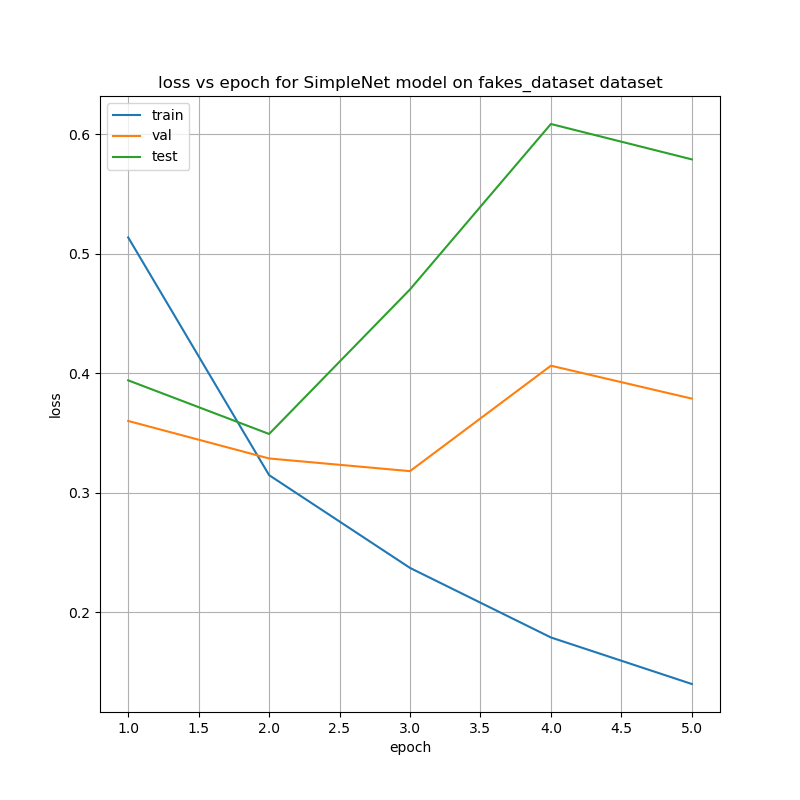 loss vs epoch for SimpleNet model on fakes_dataset dataset
train
val
test
0.6
0.5
0.4
0.3
0.2
loss
1.0 1.5 2.0 2.5 3.0 3.5 4.0 4.5 5.0
epoch